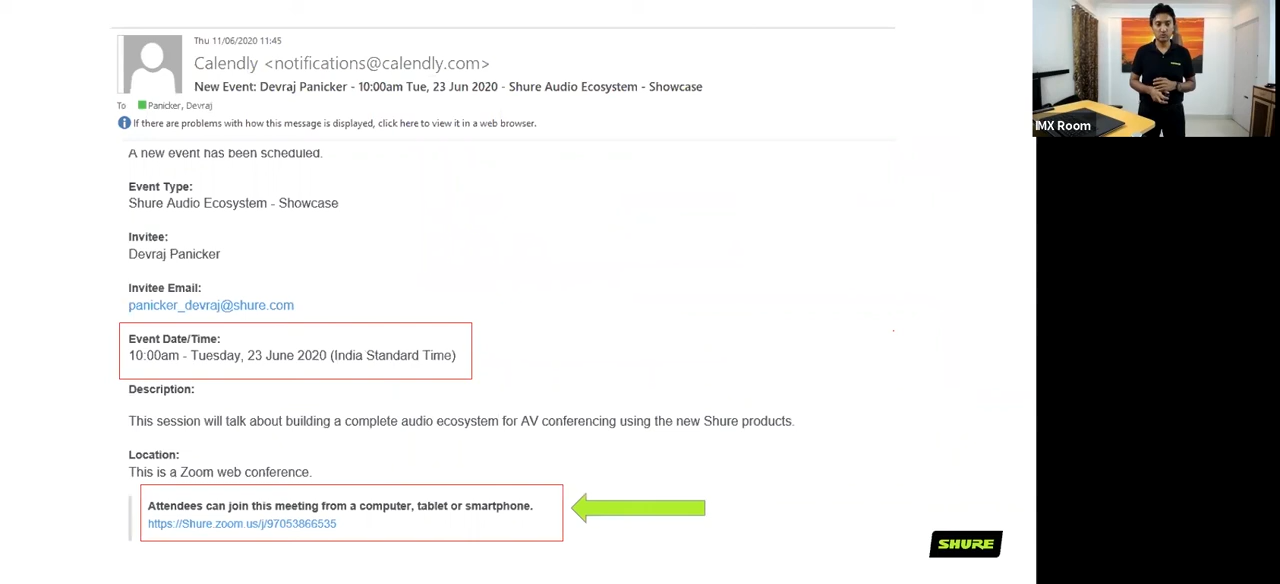 Thu 11/06/2020 11:45
Calendly <notifications@calendly.com>
New Event: Devraj Panicker - 10:00am Tue, 23 Jun 2020 - Shure Audio Ecosystem - Showcase
To Panicker, Devraj
If there are problems with how this message is displayed, click here to view it in a web browser.
A new event has been scheduled.
Event Type:
Shure Audio Ecosystem - Showcase
Invitee:
Devraj Panicker
Invitee Email:
panicker_devraj@shure.com
Event Date/Time:
10:00am - Tuesday, 23 June 2020 (India Standard Time)
Description:
This session will talk about building a complete audio ecosystem for AV conferencing using the new Shure products.
Location:
This is a Zoom web conference.
Attendees can join this meeting from a computer, tablet or smartphone.
https://Shure.zoom.us/j/97053866535
SHURE
IMX Room